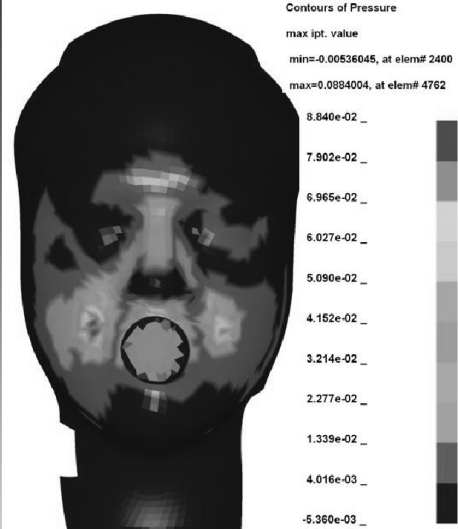 Contours of Pressure
max ipt. value
min=-0.00536045, at elem# 2400
max=0.0884004, at elem# 4762
8.840e-02 _
7.902e-02 _
6.965e-02 _
6.027e-02 _
5.090e-02 _
4.152e-02 _
3.214e-02 _
2.277e-02 _
1.339e-02 _
4.016e-03 _
-5.360e-03 _